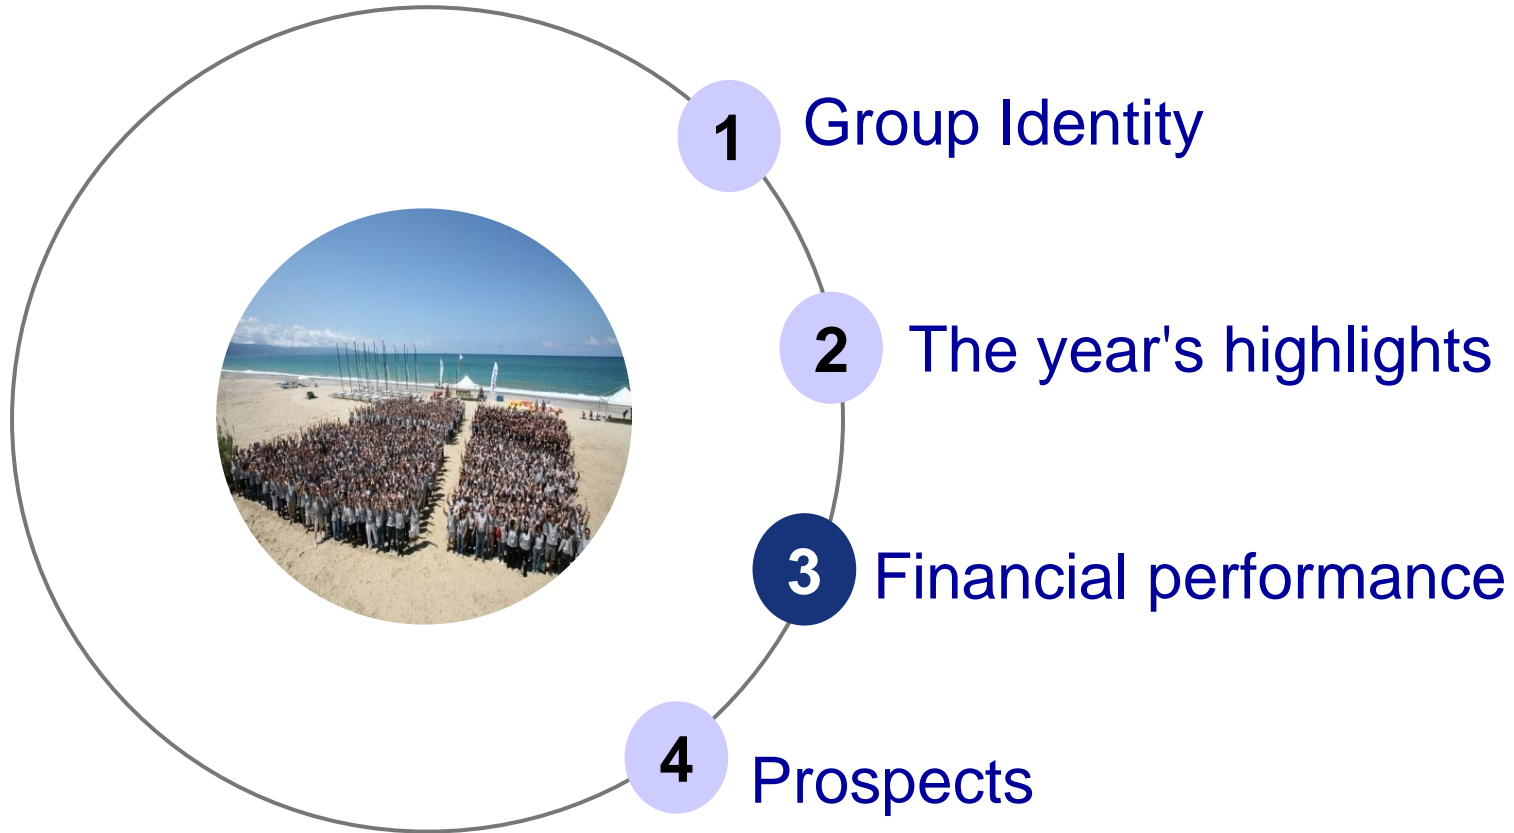 1 Group Identity
2 The year's highlights
3 Financial performance
4 Prospects